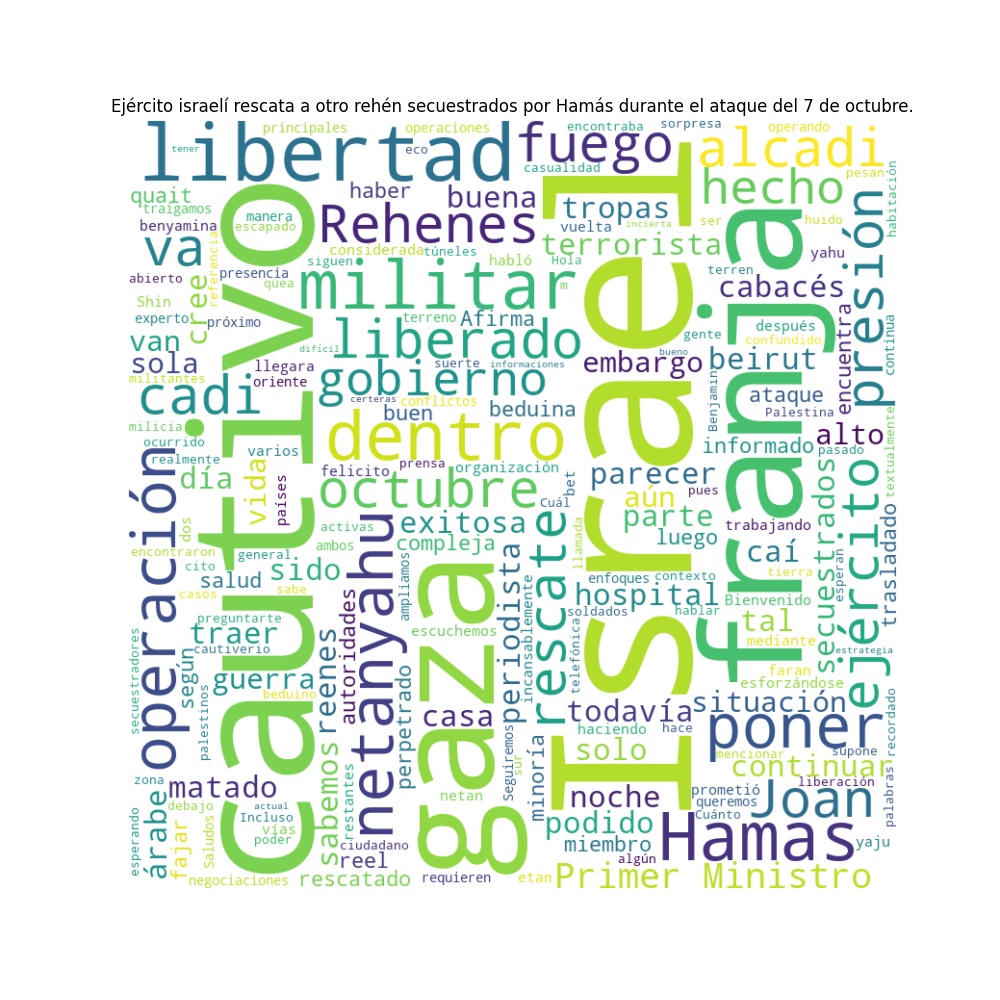 Ejército israelí rescata a otro rehén secuestrados por Hamás durante el ataque del 7 de octubre.
libertad
principales
operaciones
tener
eco
fuego
encontraba
sorpresa
casualidad
alcadi
operando
pesan
quait
traigamos
benyamina
manera
escapado
haber
buena
Rehenes
tropas
vuelta
incierta
hecho
ser
huido
habitación
va
abierto
presencia
referencia
considerada
túneles
siguen
habló
Hola
terrorista
terren
yahu
presión
Shin
quea
cree
militar
m
cabacés
experto
próximo
terreno
Afirma
gente
después
confundido
encuentra
continua
van
difícil
liberado
suerte
informaciones
bueno
sola
llegara
oriente
gobierno
embargo
beirut
Benjamin
militantes
cadi
certeras
conflictos
buen
beduina
ataque
Palestina
milicia
cautivo
dentro
israel
franja
informado
alto
pasado
ocurrido
realmente
varios
felicito
prensa
organización
parecer
textualmente
operación
día
vida
países
octubre
Cuál
bet
aún
pues
secuestrados
ejército
trasladado
dos
activas
exitosa
parte
trabajando
encontraron
general
ambos
compleja
luego
caí
cito
casos
salud
sabe
sido
netanyahu
ampliamos
gaza
periodista
rescate
llamada
enfoques
contexto
tierra
esperan
hospital
Bienvenido
soldados
hablar
tal
preguntarte
traer
cautiverio
escuchemos
incansablemente
telefónica
mediante
estrategia
secuestradores
según
guerra
reenes
autoridades
faran
esforzándose
palestinos
beduino
perpetrado
casa
todavía
situación
recordado
haciendo
hace
poner
zona
matado
sabemos
restantes
Seguiremos
sur
minoría
solo
mencionar
supone
continuar
árabe
debajo
actual
netan
noche
prometió
liberación
palabras
esperando
fajar
Saludos
Incluso
vías
poder
queremos
Cuánto
Joan
podido
ciudadano
reel
miembro
Hamas
yaju
algún
negociaciones
rescatado
requieren
etan
Primer Ministro